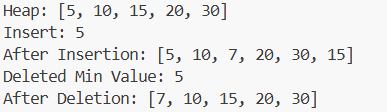 Heap: [5, 10, 15, 20, 30]
Insert: 5
After Insertion: [5, 10, 7, 20, 30, 15]
Deleted Min Value: 5
After Deletion: [7, 10, 15, 20, 30]